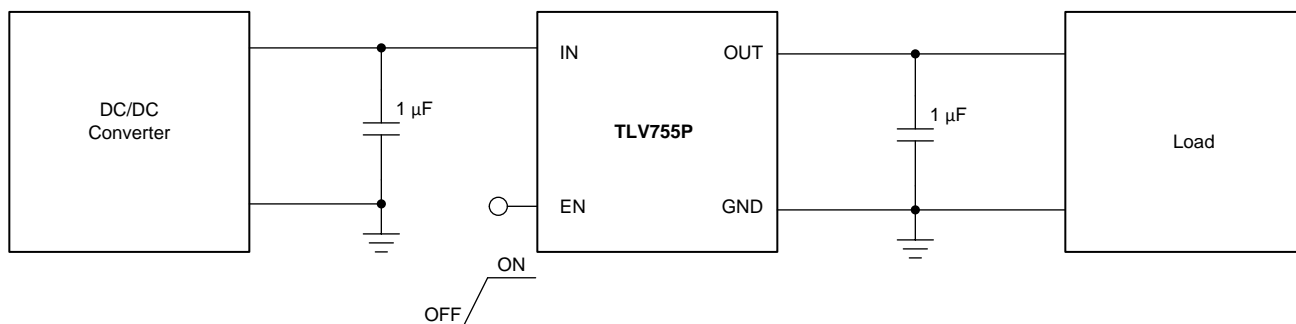 DC/DC
Converter
1 µF
IN
OUT
TLV755P
EN
GND
1 µF
Load
ON
OFF